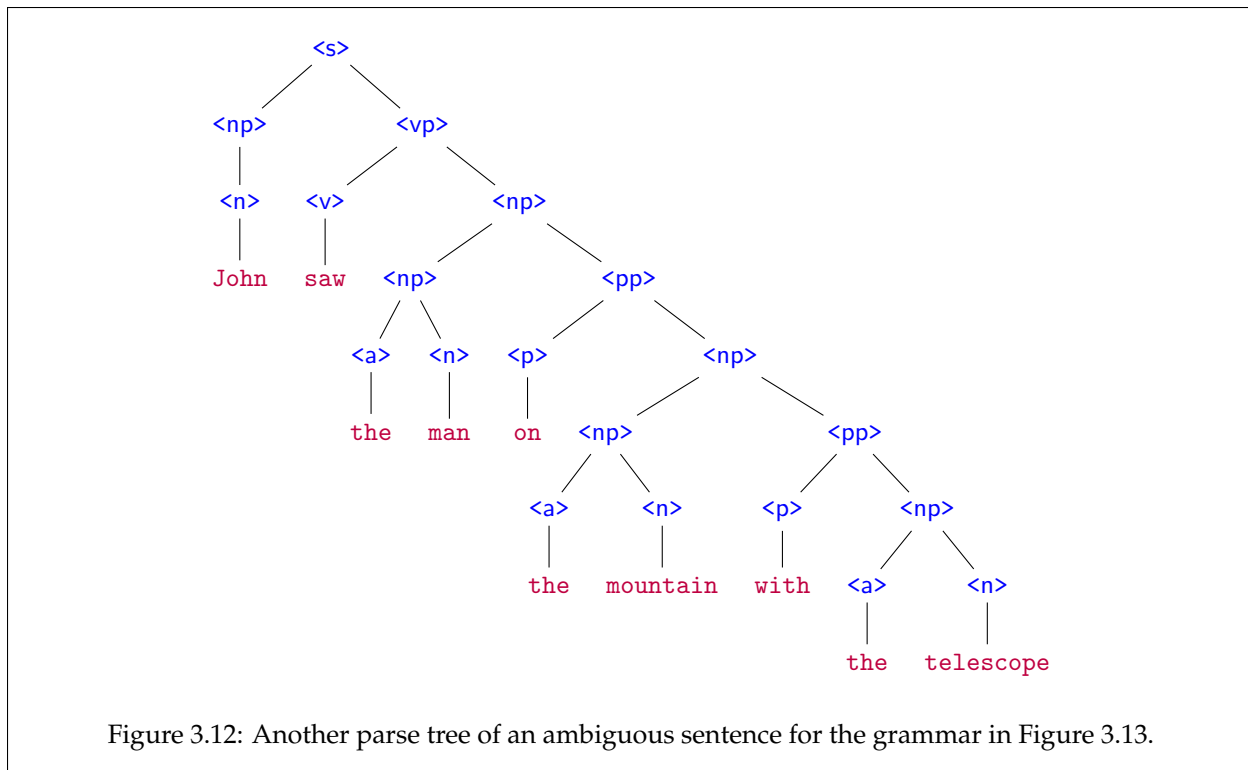 <s>
<np> <vp>
<n> <v> <np>
John saw <np> <pp>
<a> <n> <p> <np>
the man on <np> <pp>
<a> <n> <p> <np>
the mountain with <a> <n>
the telescope
Figure 3.12: Another parse tree of an ambiguous sentence for the grammar in Figure 3.13.